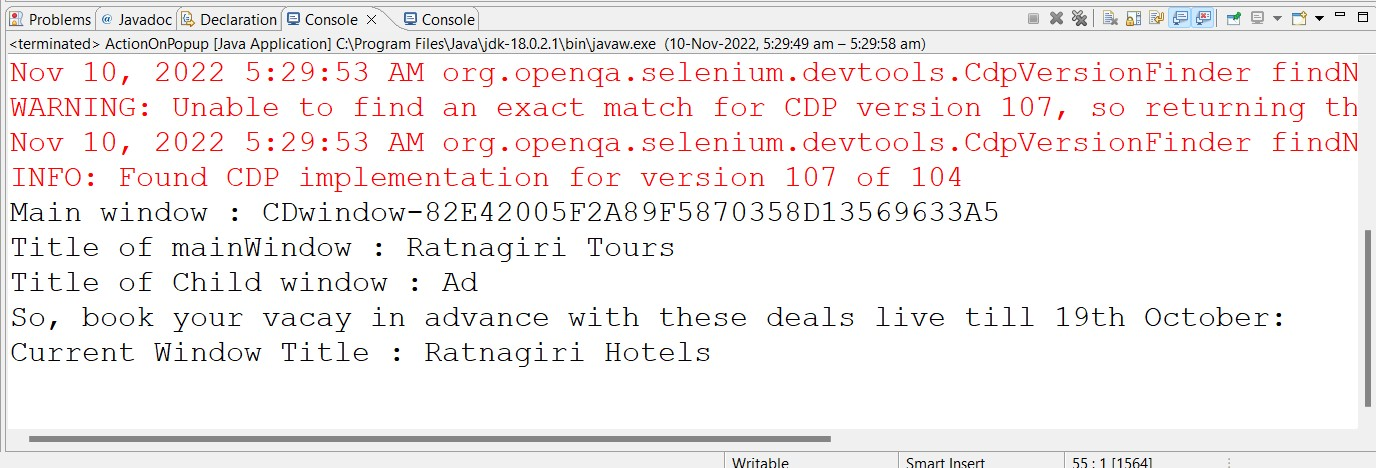 Problems @ Javadoc Declaration Console Console
<terminated> ActionOnPopup [Java Application] C:\Program Files\Java\jdk-18.0.2.1\bin\javaw.exe (10-Nov-2022, 5:29:49 am – 5:29:58 am)
Nov 10, 2022 5:29:53 AM org.openqa.selenium.devtools.CdpVersionFinder findN
WARNING: Unable to find an exact match for CDP version 107, so returning th
Nov 10, 2022 5:29:53 AM org.openqa.selenium.devtools.CdpVersionFinder findN
INFO: Found CDP implementation for version 107 of 104
Main window : CDwindow-82E42005F2A89F5870358D13569633A5
Title of mainWindow : Ratnagiri Tours
Title of Child window : Ad
So, book your vacay in advance with these deals live till 19th October:
Current Window Title : Ratnagiri Hotels
Writable Smart Insert 55 : 1 [1564]